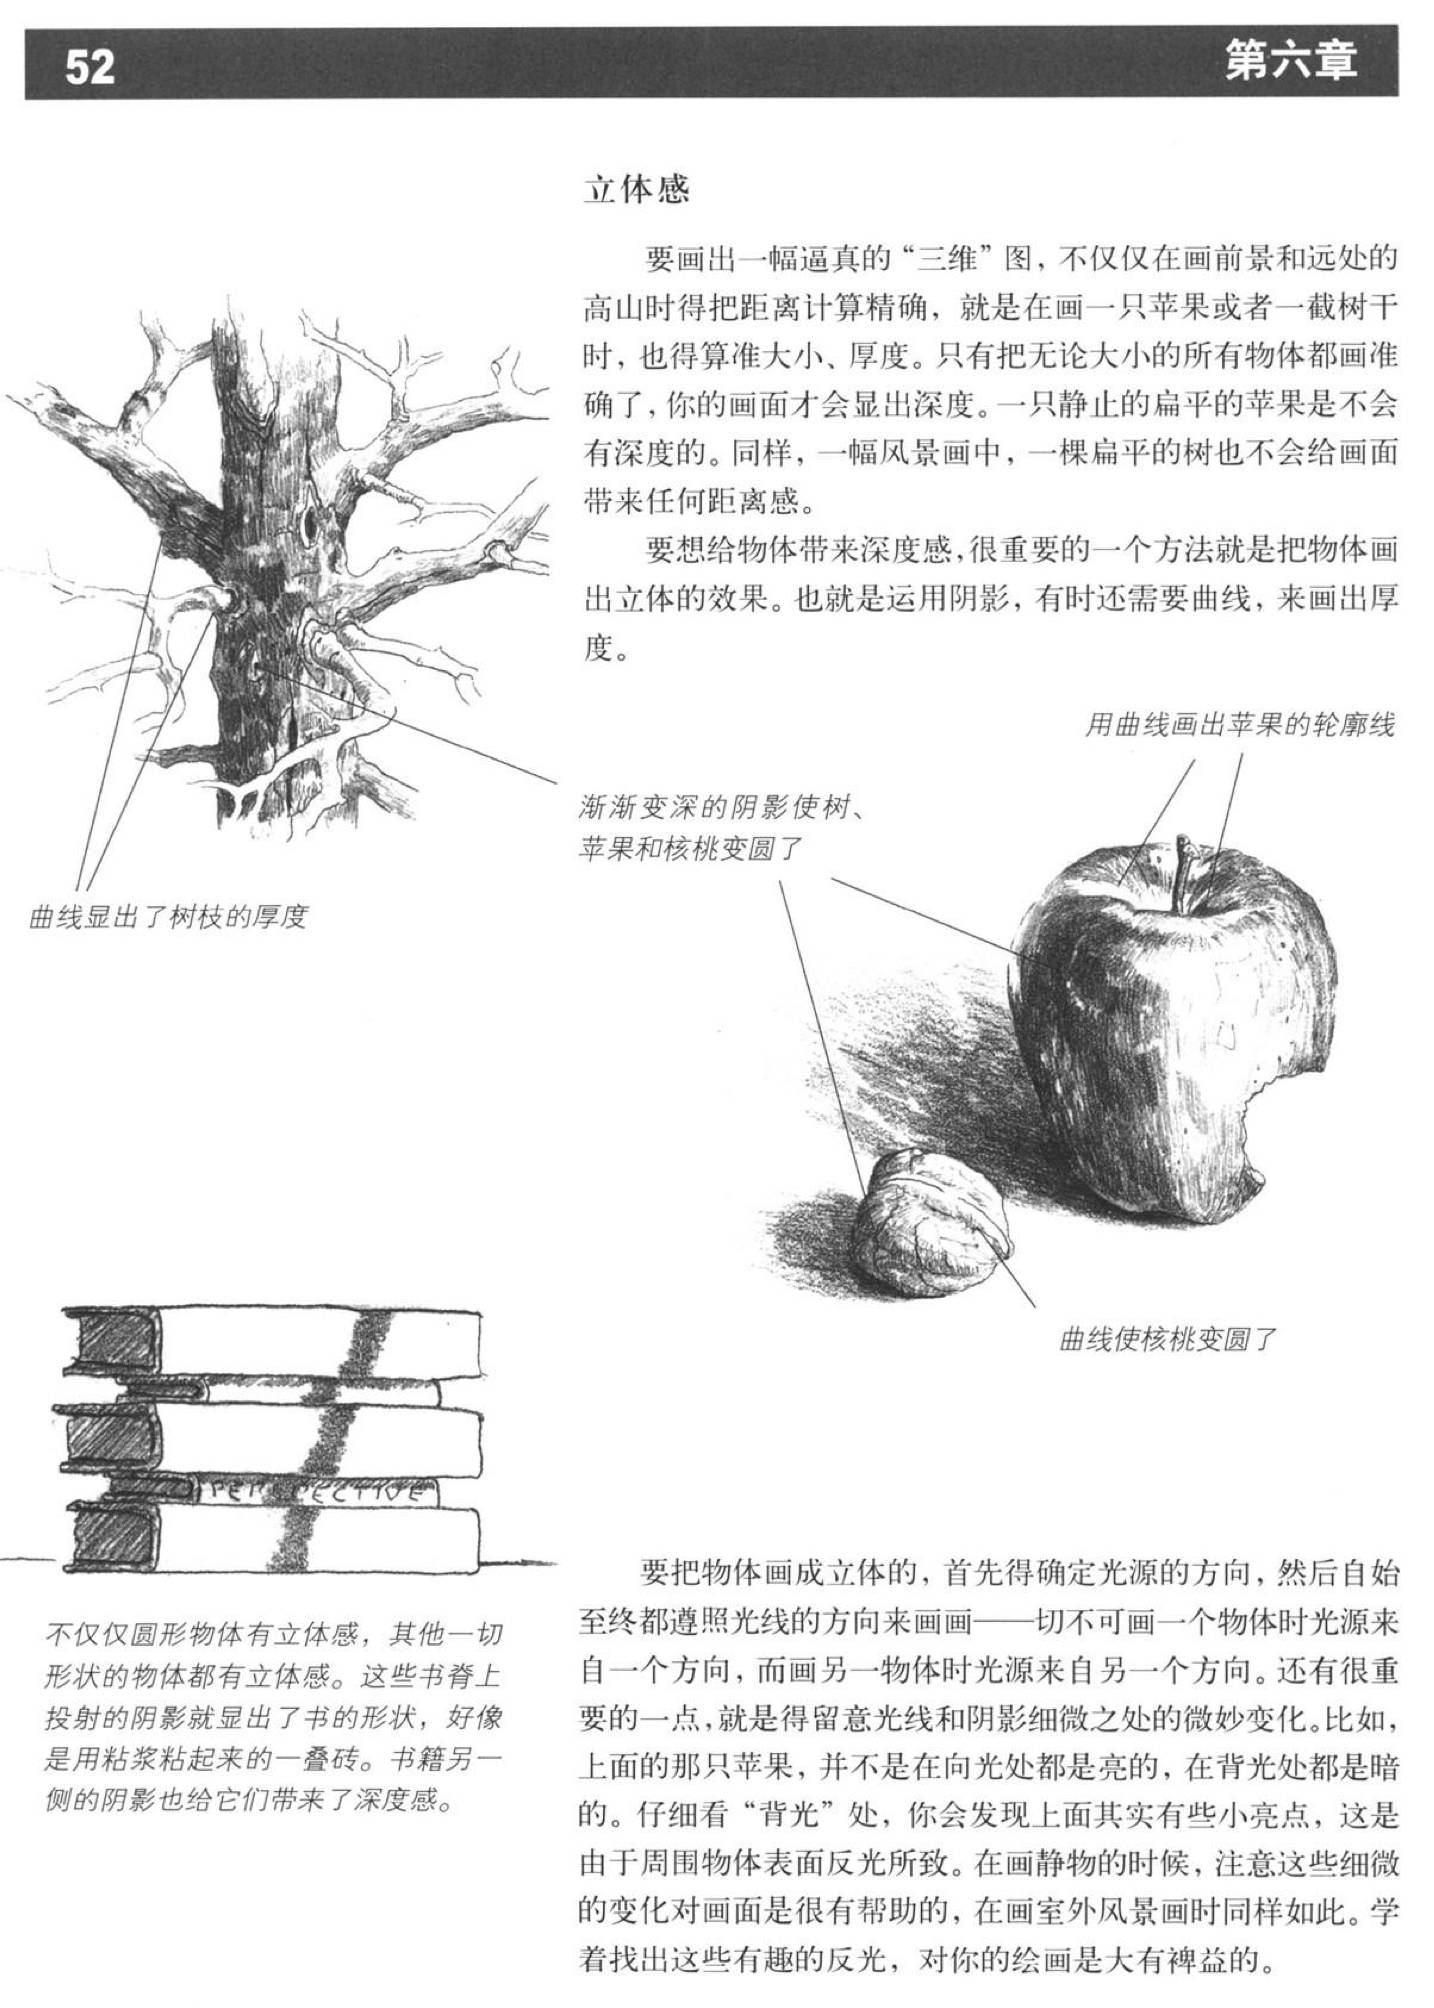 52
第六章
立体感
要画出一幅逼真的“三维”图，不仅仅在画前景和远处的
高山时得把距离计算精确，就是在画一只苹果或者一截树干
时，也得算准大小、厚度。只有把无论大小的所有物体都画准
确了，你的画面才会显出深度。一只静止的扁平的苹果是不会
有深度的。同样，一幅风景画中，一棵扁平的树也不会给画面
带来任何距离感。
要想给物体带来深度感，很重要的一个方法就是把物体画
出立体的效果。也就是运用阴影，有时还需要曲线，来画出厚
度。
用曲线画出苹果的轮廓线
渐渐变深的阴影使树、
苹果和核桃变圆了
曲线显出了树枝的厚度
曲线使核桃变圆了
PERSPECTIVE
不仅仅圆形物体有立体感，其他一切
形状的物体都有立体感。这些书脊上
投射的阴影就显出了书的形状，好像
是用粘浆粘起来的一叠砖。书籍另一
侧的阴影也给它们带来了深度感。
要把物体画成立体的，首先得确定光源的方向，然后自始
至终都遵照光线的方向来画画——切不可画一个物体时光源来
自一个方向，而画另一物体时光源来自另一个方向。还有很重
要的一点，就是得留意光线和阴影细微之处的微妙变化。比如，
上面的那只苹果，并不是在向光处都是亮的，在背光处都是暗
的。仔细看“背光”处，你会发现上面其实有些小亮点，这是
由于周围物体表面反光所致。在画静物的时候，注意这些细微
的变化对画面是很有帮助的，在画室外风景画时同样如此。学
着找出这些有趣的反光，对你的绘画是大有裨益的。